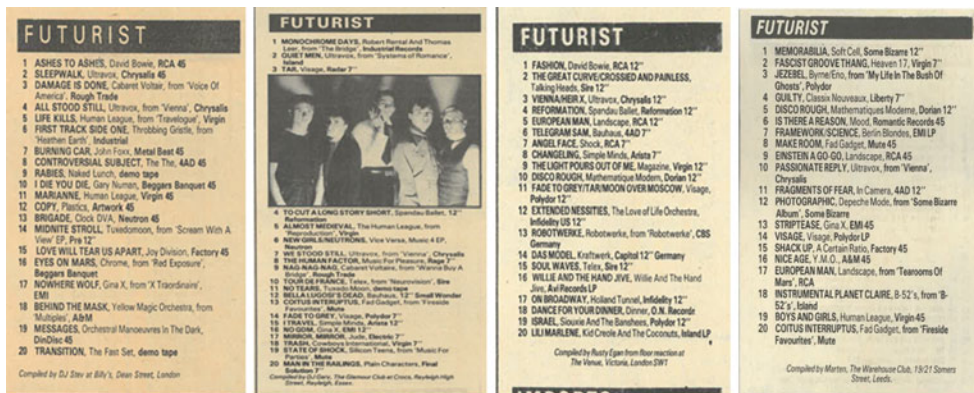 FUTURIST
1 ASHES TO ASHES, David Bowie, RCA 45
2 SLEEPWALK, Ultravox, Chrysalis 45
3 DAMAGE IS DONE, Cabaret Voltair, from 'Voice Of
America'. Rough Trade
4 ALL STOOD STILL, Ultravox, from 'Vienna', Chrysalis
5 LIFE KILLS, Human League, from 'Travelogue', Virgin
6 FIRST TRACK SIDE ONE, Throbbing Gristle, from
'Heathen Earth', Industrial
7 BURNING CAR, John Foxx, Metal Beat 45
8 CONTROVERSIAL SUBJECT, The The, 4AD 45
9 RABIES, Naked Lunch, demo tape
10 I DIE YOU DIE, Gary Numan, Beggars Banquet 45
11 MARIANNE, Human League, Virgin 45
12 COPY, Plastics, Artwork 45
13 BRIGADE, Clock DVA, Neutron 45
14 MIDNITE STROLL, Tuxedomoon, from 'Scream With A
View' EP, Pre 12"
15 LOVE WILL TEAR US APART, Joy Division, Factory 45
16 EYES ON MARS, Chrome, from 'Red Exposure',
Beggars Banquet
17 NOWHERE WOLF, Gina X, from 'X Traordinaire',
EMI
18 BEHIND THE MASK, Yellow Magic Orchestra, from
'Multiples', A&M
19 MESSAGES, Orchestral Manoeuvres In The Dark,
DinDisc 45
20 TRANSITION, The Fast Set, demo tape
Compiled by DJ Stev at Billy's, Dean Street, London
FUTURIST
1 MONOCHROME DAYS, Robert Rental And Thomas
Leer, from 'The Bridge', Industrial Records
2 QUIET MEN, Ultravox, from 'Systems of Romance',
Island
3 TAR, Visage, Radar 7"
4 TO CUT A LONG STORY SHORT, Spandau Ballet, 12"
Reformation
5 ALMOST MEDIEVAL, The Human League, from
'Reproduction', Virgin
6 NEW GIRLS/NEUTRONS, Vice Versa, Music 4 EP,
Neutron
7 WE STOOD STILL, Ultravox, from 'Vienna', Chrysalis
8 THE HUMAN FACTOR, Music For Pleasure, Rage 7"
9 NAG-NAG-NAG, Cabaret Voltaire, from 'Wanna Buy A
Bridge', Rough Trade
10 TOUR DE FRANCE, Telex, from 'Neurovision', Sire
11 NO TEARS, Tuxedo Moon, demo tape
12 BELLA LUGOSI'S DEAD, Bauhaus, 12" Small Wonder
13 COITUS INTERUPTUS, Fad Gadget, from 'Fireside
Favourites', Mute
14 FADE TO GREY, Visage, Polydor 7"
15 I TRAVEL, Simple Minds, Arista 12"
16 NO GDM, Gina X, EMI 12"
17 MIRROR, MIRROR, Jude, Electric 7"
18 TRASH, Cowboys International, Virgin 7"
19 STATE OF SHOCK, Silicon Teens, from 'Music For
Parties', Mute
20 MAN IN THE RAILINGS, Plain Characters, Final
Solution 7"
Compiled by DJ Gary, The Glamour Club at Crocs, Rayleigh High
Street, Rayleigh, Essex.
FUTURIST
1 FASHION, David Bowie, RCA 12"
2 THE GREAT CURVE/CROSSIED AND PAINLESS,
Talking Heads, Sire 12"
3 VIENNA/HEIR X, Ultravox, Chrysalis 12"
4 REFORMATION, Spandau Ballet, Reformation 12"
5 EUROPEAN MAN, Landscape, RCA 12"
6 TELEGRAM SAM, Bauhaus, 4AD 7"
7 ANGEL FACE, Shock, RCA 7"
8 CHANGELING, Simple Minds, Arista 7"
9 THE LIGHT POURS OUT OF ME, Magazine, Virgin 12"
10 DISCO ROUGH, Mathematique Modern, Dorian 12"
11 FADE TO GREY/TAR/MOON OVER MOSCOW, Visage,
Polydor 12"
12 EXTENDED NESSITIES, The Love of Life Orchestra,
Infidelity US 12"
13 ROBOTWERKE, Robotwerke, from 'Robotwerke', CBS
Germany
14 DAS MODEL, Kraftwerk, Capitol 12" Germany
15 SOUL WAVES, Telex, Sire 12"
16 WILLIE AND THE HAND JIVE, Willie And The Hand
Jive, Avi Records LP
17 ON BROADWAY, Holland Tunnel, Infidelity 12"
18 DANCE FOR YOUR DINNER, Dinner, O.N. Recordz
19 ISRAEL, Siouxie And The Banshees, Polydor 12"
20 LILI MARLENE, Kid Creole And The Coconuts, Island LP
Compiled by Rusty Egan from floor reaction at
The Venue, Victoria, London SW1
FUTURIST
1 MEMORABILIA, Soft Cell, Some Bizarre 12"
2 FASCIST GROOVE THANG, Heaven 17, Virgin 7"
3 JEZEBEL, Byrne/Eno, from 'My Life In The Bush Of
Ghosts', Polydor
4 GUILTY, Classix Nouveaux, Liberty 7"
5 DISCO ROUGH, Mathematiques Moderne, Dorian 12"
6 IS THERE A REASON, Mood, Romantic Records 45
7 FRAMEWORK/SCIENCE, Berlin Blondes, EMI LP
8 MAKE ROOM, Fad Gadget, Mute 45
9 EINSTEIN A GO-GO, Landscape, RCA 45
10 PASSIONATE REPLY, Ultravox, from 'Vienna',
Chrysalis
11 FRAGMENTS OF FEAR, In Camera, 4AD 12"
12 PHOTOGRAPHIC, Depeche Mode, from 'Some Bizarre
Album', Some Bizarre
13 STRIPTEASE, Gina X, EMI 45
14 VISAGE, Visage, Polydor LP
15 SHACK UP, A Certain Ratio, Factory 45
16 NICE AGE, Y.M.O., A&M 45
17 EUROPEAN MAN, Landscape, from 'Tearooms Of
Mars', RCA
18 INSTRUMENTAL PLANET CLAIRE, B-52's, from 'B-
52's', Island
19 BOYS AND GIRLS, Human League, Virgin 45
20 COITUS INTERRUPTUS, Fad Gadget, from 'Fireside
Favourites', Mute
Compiled by Marten, The Warehouse Club, 19/21 Somers
Street, Leeds.